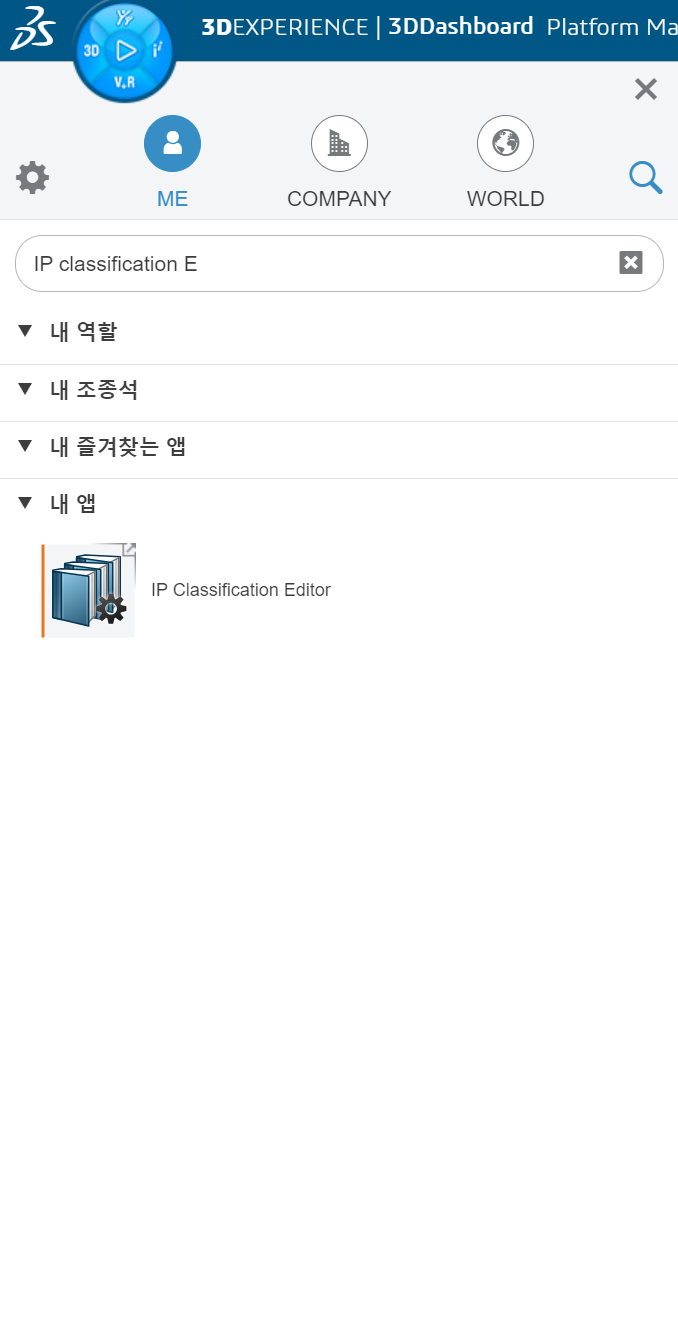 3DEXPERIENCE | 3DDashboard Platform Ma
3D
V.R
ME
COMPANY
WORLD
IP classification E
내 역할
내 조종석
내 즐겨찾는 앱
내 앱
IP Classification Editor